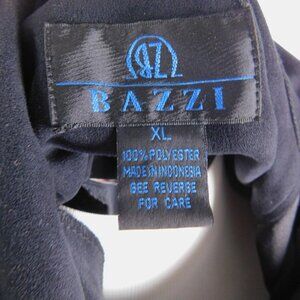 BAZZI
XL
100% POLYESTER
MADE IN INDONESIA
SEE REVERSE
FOR CARE